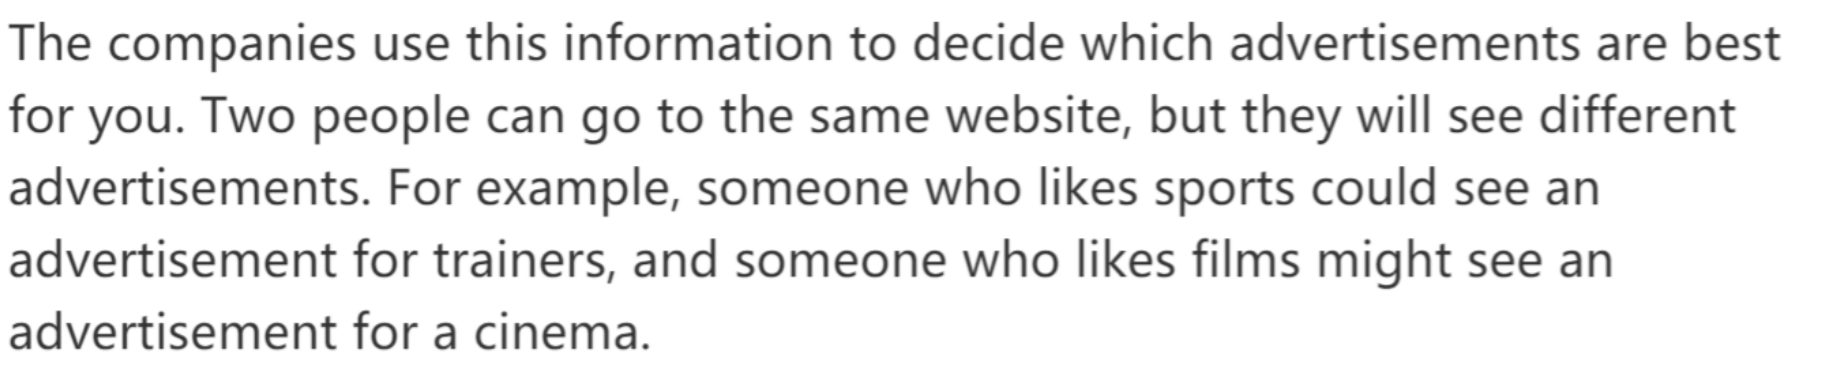 The companies use this information to decide which advertisements are best
for you. Two people can go to the same website, but they will see different
advertisements. For example, someone who likes sports could see an
advertisement for trainers, and someone who likes films might see an
advertisement for a cinema.